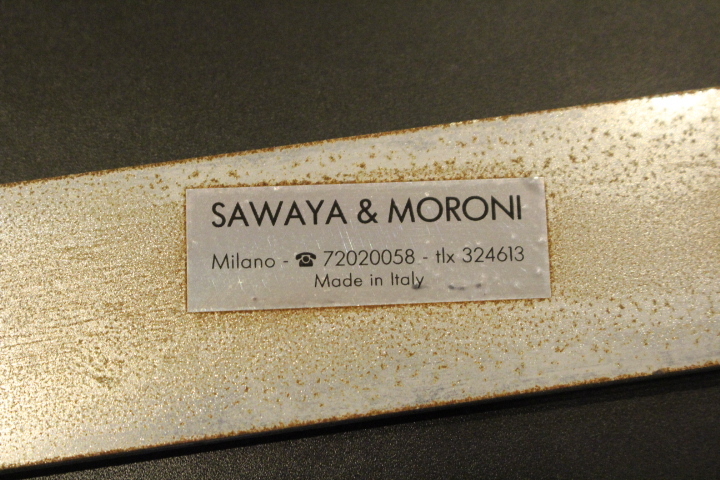 SAWAYA & MORONI
Milano - ☎ 72020058 - tlx 324613
Made in Italy